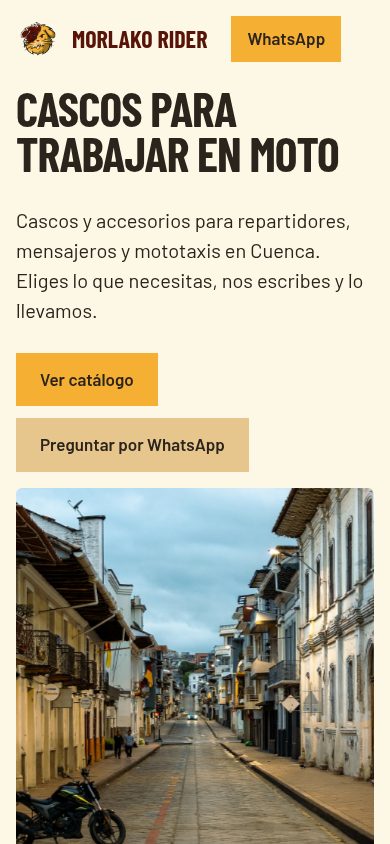 MORLAKO RIDER
WhatsApp
CASCOS PARA
TRABAJAR EN MOTO
Cascos y accesorios para repartidores,
mensajeros y mototaxis en Cuenca.
Eliges lo que necesitas, nos escribes y lo
llevamos.
Ver catálogo
Preguntar por WhatsApp